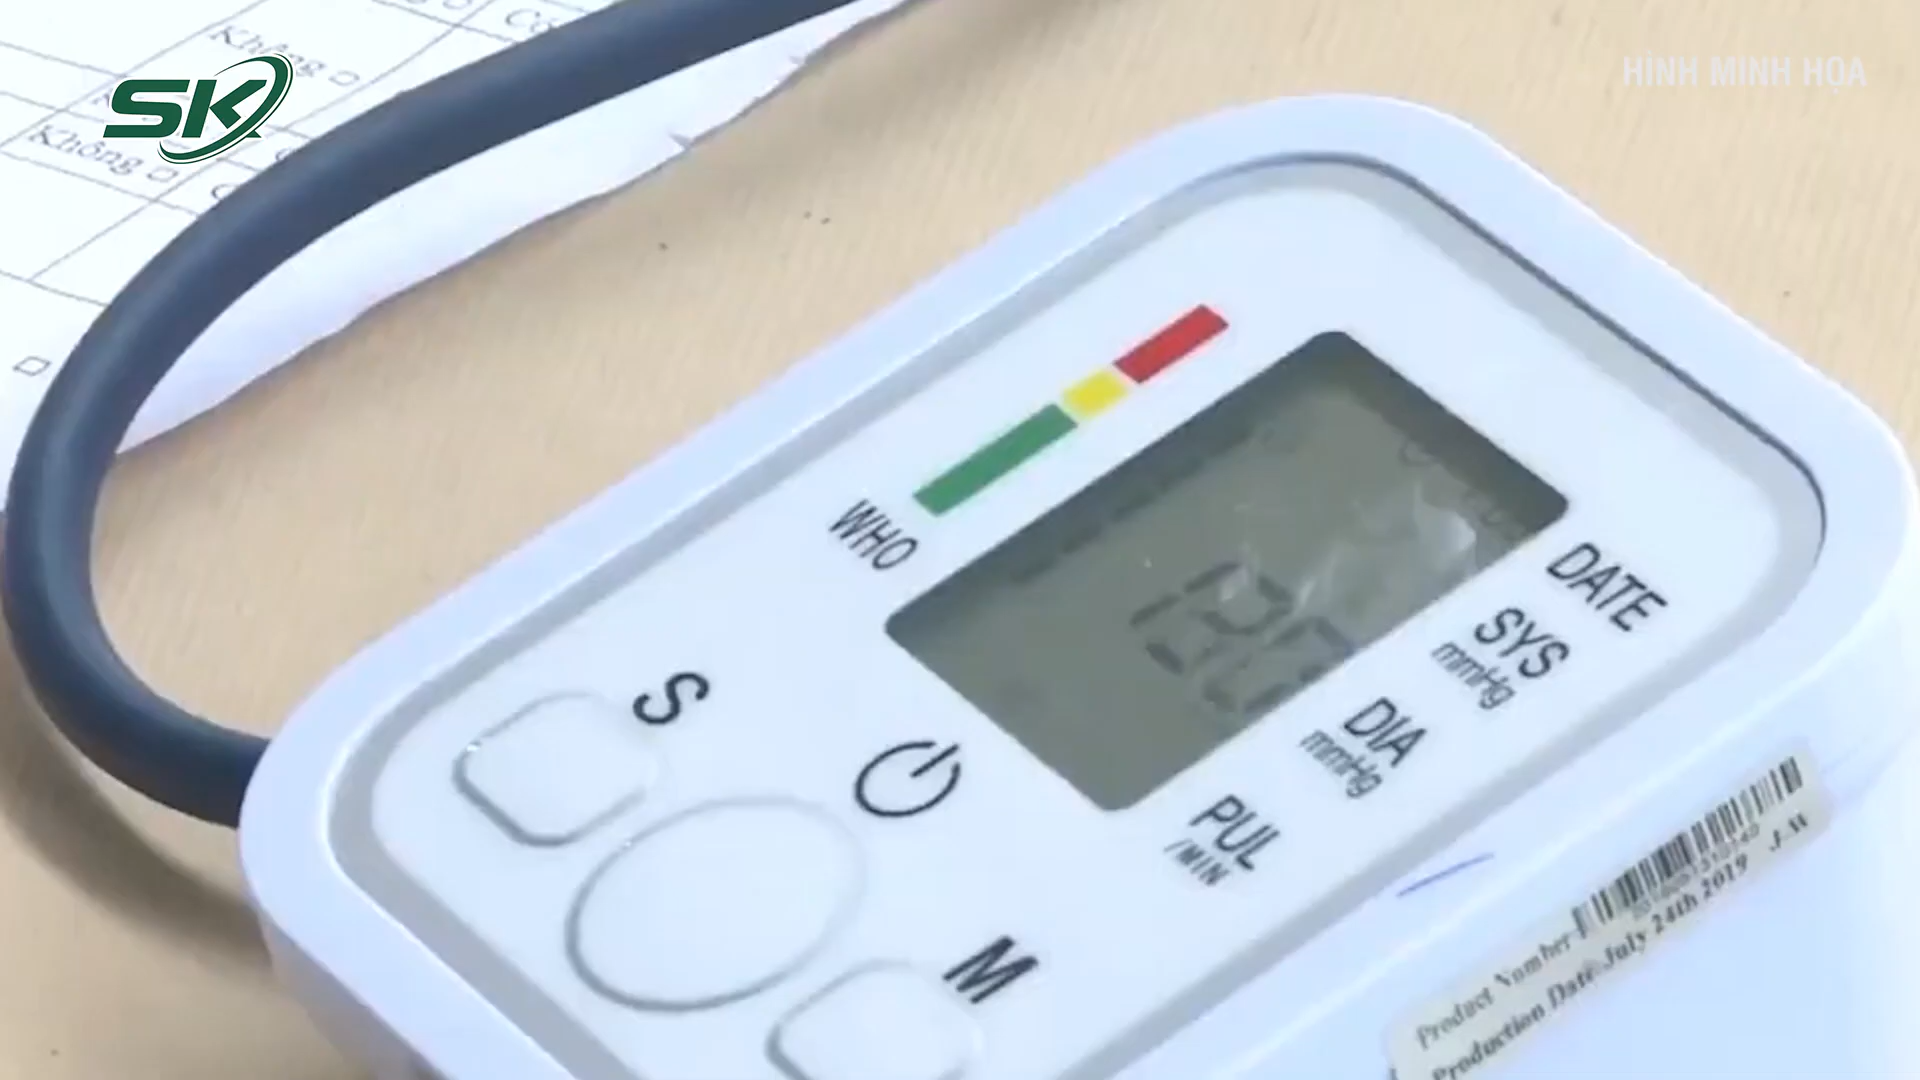 SK
HÌNH MINH HỌA
Không □
Không □
WHO
DATE
SYS
mmHg
DIA
mmHg
PUL
/MIN
S
M
Product Number
Production Date July 24th 2019 J.W